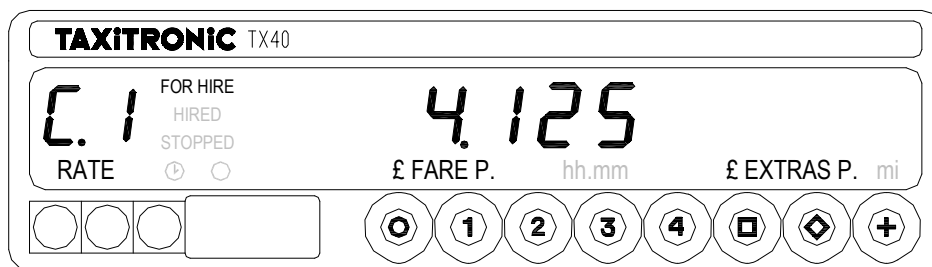 TAXiTRONiC TX40
C.1 FOR HIRE 4.125
HIRED
STOPPED
RATE £ FARE P. hh.mm £ EXTRAS P. mi
1 2 3 4 +